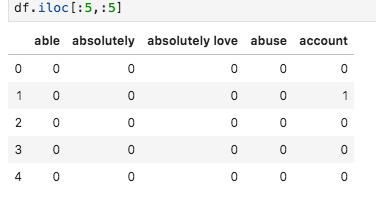 df.iloc[:5,:5]
able absolutely absolutely love abuse account
0 0 0 0 0 0
1 0 0 0 0 1
2 0 0 0 0 0
3 0 0 0 0 0
4 0 0 0 0 0